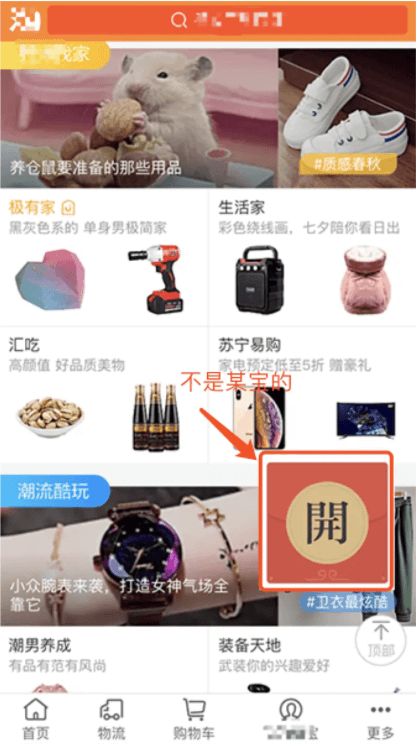 养仓鼠要准备的那些用品
#质感春秋
极有家
黑灰色系的 单身男极简家
生活家
彩色绕线画，七夕陪你看日出
汇吃
高颜值 好品质美物
苏宁易购
家电预定低至5折 赠豪礼
不是某宝的
潮流酷玩
開
小众腕表来袭，打造女神气场全
靠它
#卫衣最炫酷
顶部
潮男养成
有品有范有风尚
装备天地
武装你的兴趣爱好
首页
物流
购物车
更多